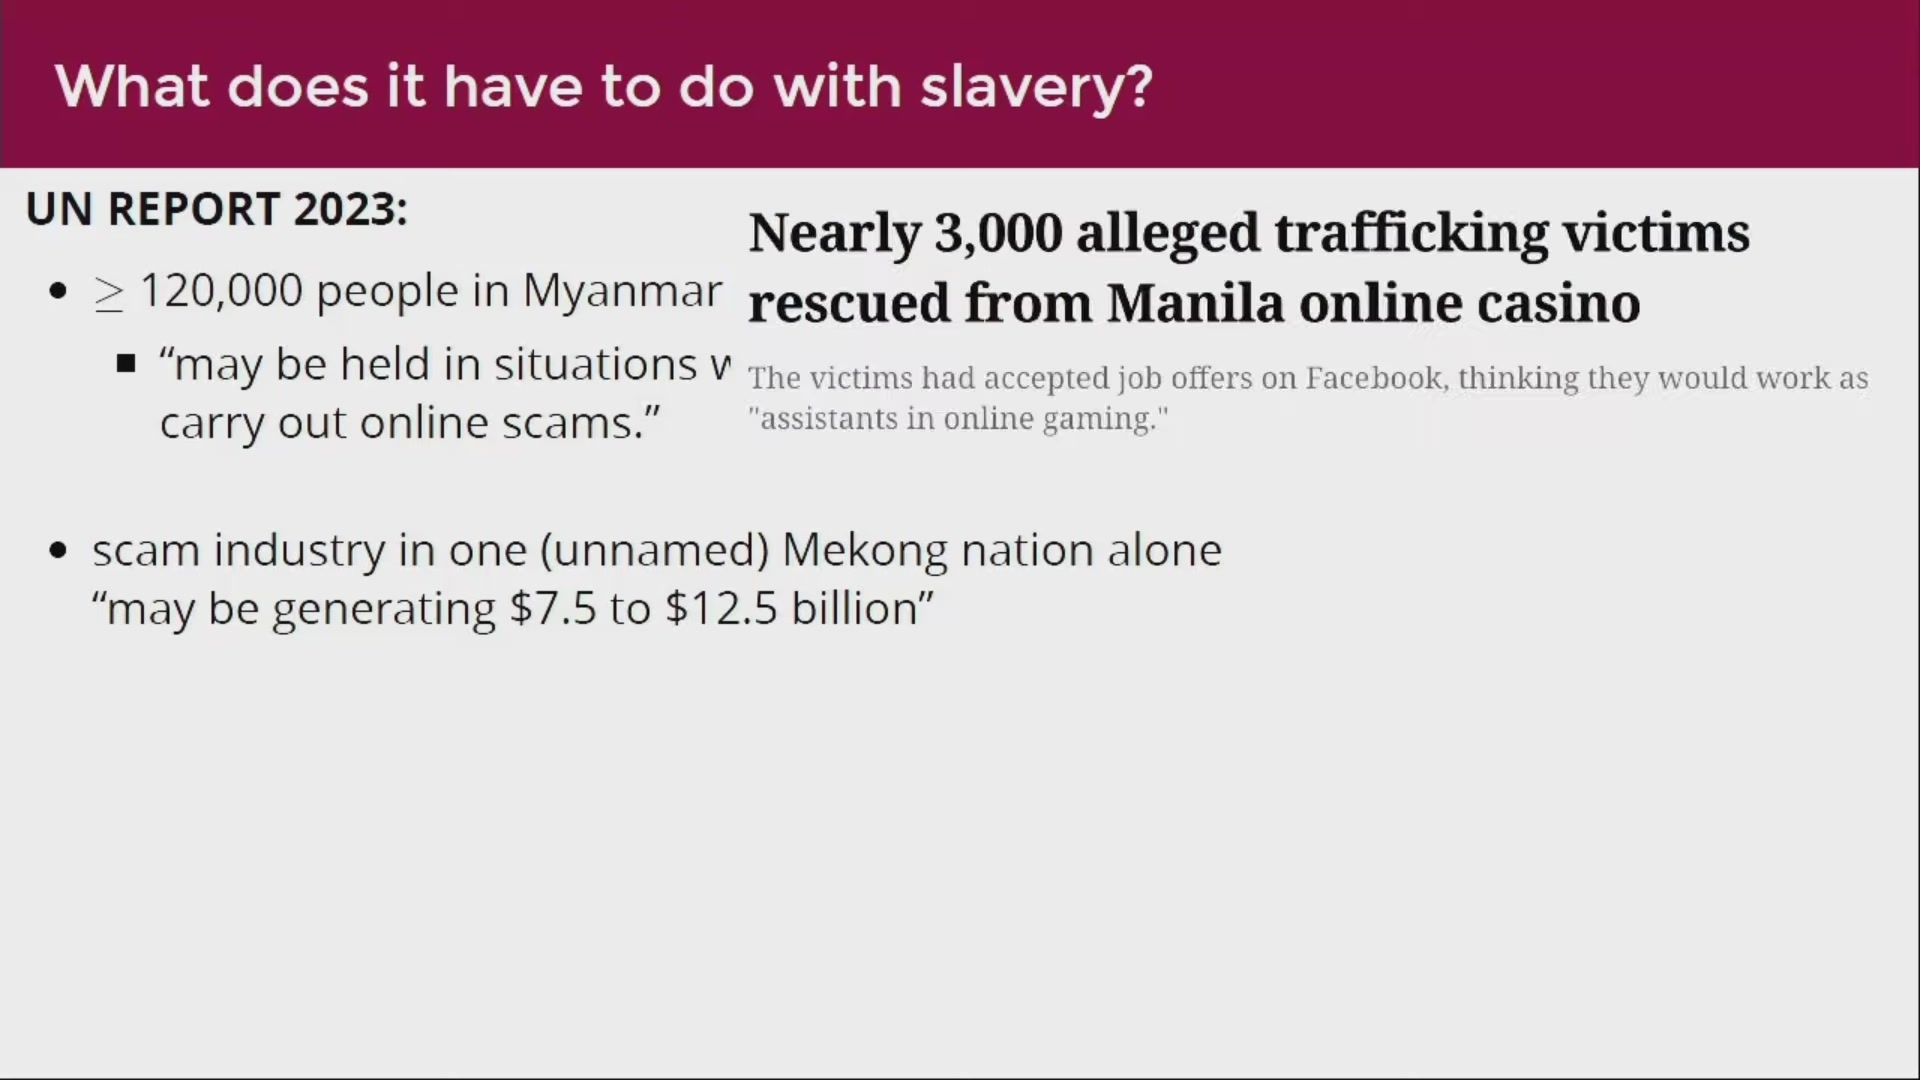 What does it have to do with slavery?
UN REPORT 2023:
• ≥ 120,000 people in Myanmar
▪ “may be held in situations
carry out online scams.”
Nearly 3,000 alleged trafficking victims
rescued from Manila online casino
The victims had accepted job offers on Facebook, thinking they would work as
"assistants in online gaming."
• scam industry in one (unnamed) Mekong nation alone
“may be generating $7.5 to $12.5 billion”